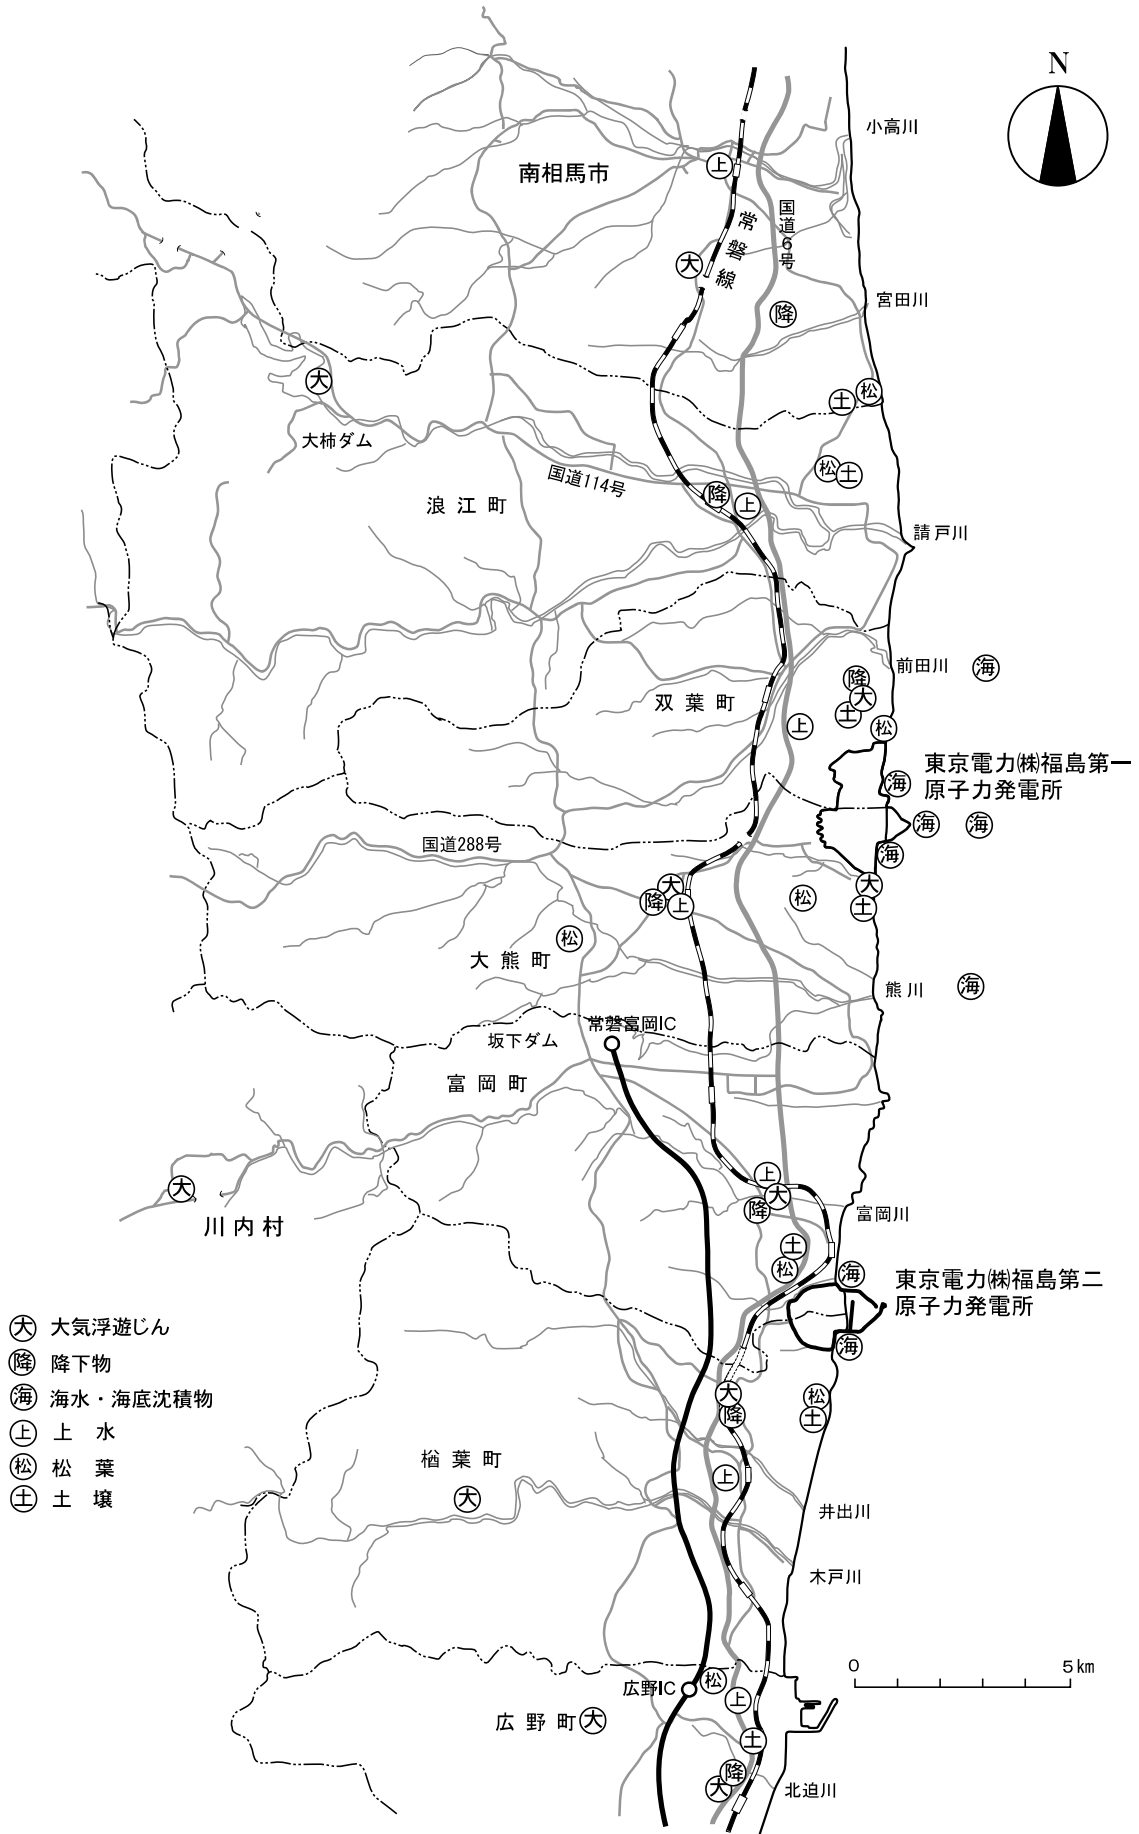 N
小高川
南相馬市
上
国道6号
常磐線
大
宮田川
降
大
松
土
大柿ダム
松
土
国道114号
降
上
浪江町
請戸川
前田川
海
降
大
双葉町
土
上
松
東京電力㈱福島第一
原子力発電所
海
海
海
国道288号
海
大
大
降
上
松
土
松
大熊町
熊川
海
常磐富岡IC
坂下ダム
富岡町
上
大
大
降
富岡川
川内村
土
松
海
東京電力㈱福島第二
原子力発電所
海
大
降
松
土
大 大気浮遊じん
降 降下物
海 海水・海底沈積物
上 上水
松 松葉
土 土壌
楢葉町
上
大
井出川
木戸川
0 5km
松
広野IC
上
広野町
大
土
降
大
北迫川